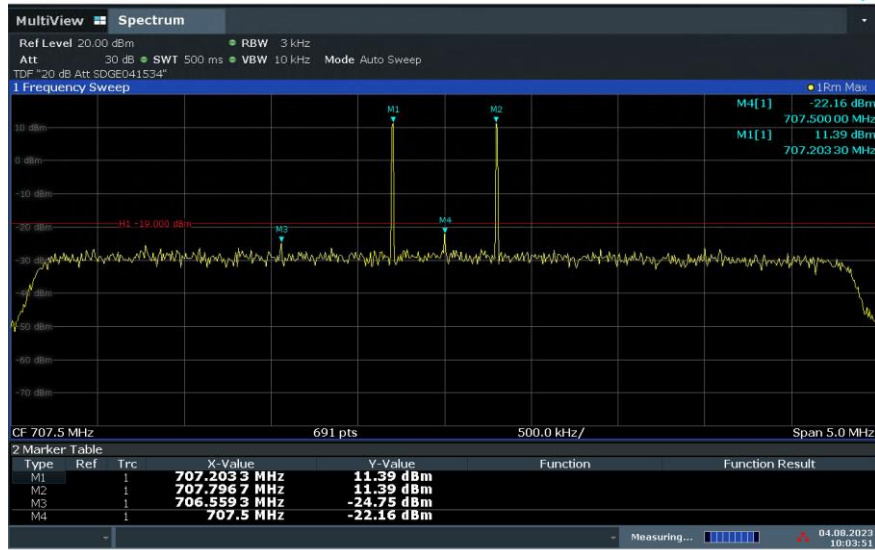 MultiView Spectrum
Ref Level 20.00 dBm RBW 3 kHz
Att 30 dB SWT 500 ms VBW 10 kHz Mode Auto Sweep
TDF "20 dB Att SDGE041534"
1 Frequency Sweep 1Rm Max
M4[1] -22.16 dBm
707.500 00 MHz
M1[1] 11.39 dBm
707.203 30 MHz
M1 M2
10 dBm
0 dBm
-10 dBm
H1 -19.000 dBm
-20 dBm
M3 M4
-30 dBm
-40 dBm
-50 dBm
-60 dBm
-70 dBm
CF 707.5 MHz 691 pts 500.0 kHz/ Span 5.0 MHz
2 Marker Table
Type Ref Trc X-Value Y-Value Function Function Result
M1 1 707.203 3 MHz 11.39 dBm
M2 1 707.796 7 MHz 11.39 dBm
M3 1 706.559 3 MHz -24.75 dBm
M4 1 707.5 MHz -22.16 dBm
Measuring... 04.08.2023
10:03:51